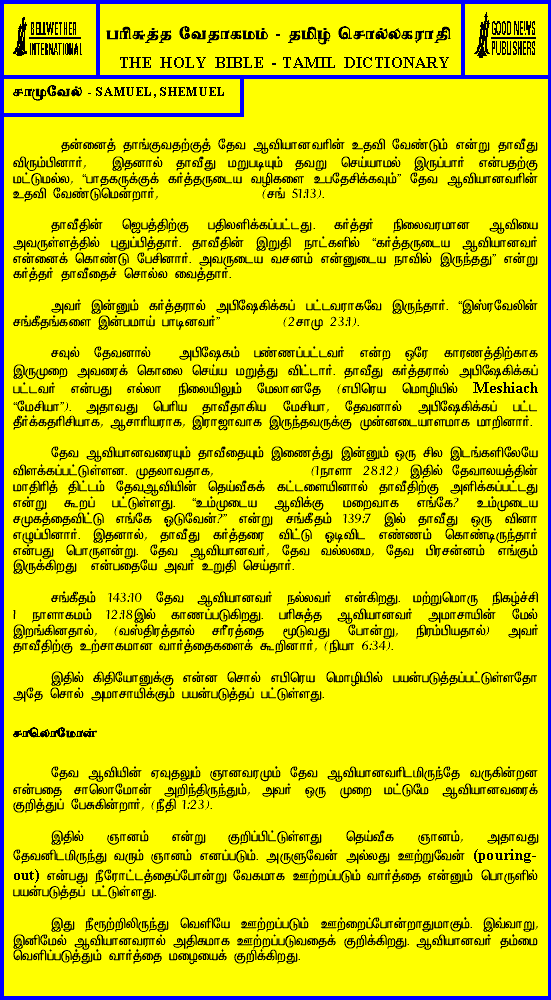 BELLWETHER
INTERNATIONAL
பரிசுத்த வேதாகமம் - தமிழ் சொல்லகராதி
THE HOLY BIBLE - TAMIL DICTIONARY
GOOD NEWS
PUBLISHERS
சாமுவேல் - SAMUEL, SHEMUEL
தன்னைத் தாங்குவதற்குத் தேவ ஆவியானவரின் உதவி வேண்டும் என்று தாவீது
விரும்பினார், இதனால் தாவீது மறுபடியும் தவறு செய்யாமல் இருப்பார் என்பதற்கு
மட்டுமல்ல, “பாதகருக்குக் கர்த்தருடைய வழிகளை உபதேசிக்கவும்” தேவ ஆவியானவரின்
உதவி வேண்டுமென்றார், (சங் 51:13).
தாவீதின் ஜெபத்திற்கு பதிலளிக்கப்பட்டது. கர்த்தர் நிலைவரமான ஆவியை
அவருள்ளத்தில் புதுப்பித்தார். தாவீதின் இறுதி நாட்களில் “கர்த்தருடைய ஆவியானவர்
என்னைக் கொண்டு பேசினார். அவருடைய வசனம் என்னுடைய நாவில் இருந்தது” என்று
கர்த்தர் தாவீதைச் சொல்ல வைத்தார்.
அவர் இன்னும் கர்த்தரால் அபிஷேகிக்கப் பட்டவராகவே இருந்தார். “இஸ்ரவேலின்
சங்கீதங்களை இன்பமாய் பாடினவர்” (2சாமு 23:1).
சவுல் தேவனால் அபிஷேகம் பண்ணப்பட்டவர் என்ற ஒரே காரணத்திற்காக
இருமுறை அவரைக் கொலை செய்ய மறுத்து விட்டார். தாவீது கர்த்தரால் அபிஷேகிக்கப்
பட்டவர் என்பது எல்லா நிலையிலும் மேலானதே (எபிரெய மொழியில் Meshiach
“மேசியா”). அதாவது பெரிய தாவீதாகிய மேசியா, தேவனால் அபிஷேகிக்கப் பட்ட
தீர்க்கதரிசியாக, ஆசாரியராக, இராஜாவாக இருந்தவருக்கு முன்னடையாளமாக மாறினார்.
தேவ ஆவியானவரையும் தாவீதையும் இணைத்து இன்னும் ஒரு சில இடங்களிலேயே
விளக்கப்பட்டுள்ளன. முதலாவதாக, (1நாளா 28:12) இதில் தேவாலயத்தின்
மாதிரித் திட்டம் தேவஆவியின் தெய்வீகக் கட்டளையினால் தாவீதிற்கு அளிக்கப்பட்டது
என்று கூறப் பட்டுள்ளது. “உம்முடைய ஆவிக்கு மறைவாக எங்கே? உம்முடைய
சமுகத்தைவிட்டு எங்கே ஓடுவேன்?” என்று சங்கீதம் 139:7 இல் தாவீது ஒரு வினா
எழுப்பினார். இதனால், தாவீது கர்த்தரை விட்டு ஓடிவிட எண்ணம் கொண்டிருந்தார்
என்பது பொருளன்று. தேவ ஆவியானவர், தேவ வல்லமை, தேவ பிரசன்னம் எங்கும்
இருக்கிறது என்பதையே அவர் உறுதி செய்தார்.
சங்கீதம் 143:10 தேவ ஆவியானவர் நல்லவர் என்கிறது. மற்றுமொரு நிகழ்ச்சி
1 நாளாகமம் 12:18இல் காணப்படுகிறது. பரிசுத்த ஆவியானவர் அமாசாயின் மேல்
இறங்கினதால், (வஸ்திரத்தால் சரீரத்தை மூடுவது போன்று, நிரம்பியதால்) அவர்
தாவீதிற்கு உற்சாகமான வார்த்தைகளைக் கூறினார், (நியா 6:34).
இதில் கிதியோனுக்கு என்ன சொல் எபிரெய மொழியில் பயன்படுத்தப்பட்டுள்ளதோ
அதே சொல் அமாசாயிக்கும் பயன்படுத்தப் பட்டுள்ளது.
சாலொமோன்
தேவ ஆவியின் ஏவுதலும் ஞானவரமும் தேவ ஆவியானவரிடமிருந்தே வருகின்றன
என்பதை சாலொமோன் அறிந்திருந்தும், அவர் ஒரு முறை மட்டுமே ஆவியானவரைக்
குறித்துப் பேசுகின்றார், (நீதி 1:23).
இதில் ஞானம் என்று குறிப்பிட்டுள்ளது தெய்வீக ஞானம், அதாவது
தேவனிடமிருந்து வரும் ஞானம் எனப்படும். அருளுவேன் அல்லது ஊற்றுவேன் (pouring-
out) என்பது நீரோட்டத்தைப்போன்று வேகமாக ஊற்றப்படும் வார்த்தை என்னும் பொருளில்
பயன்படுத்தப் பட்டுள்ளது.
இது நீரூற்றிலிருந்து வெளியே ஊற்றப்படும் ஊற்றைப்போன்றாதுமாகும். இவ்வாறு,
இனிமேல் ஆவியானவரால் அதிகமாக ஊற்றப்படுவதைக் குறிக்கிறது. ஆவியானவர் தம்மை
வெளிப்படுத்தும் வார்த்தை மழையைக் குறிக்கிறது.